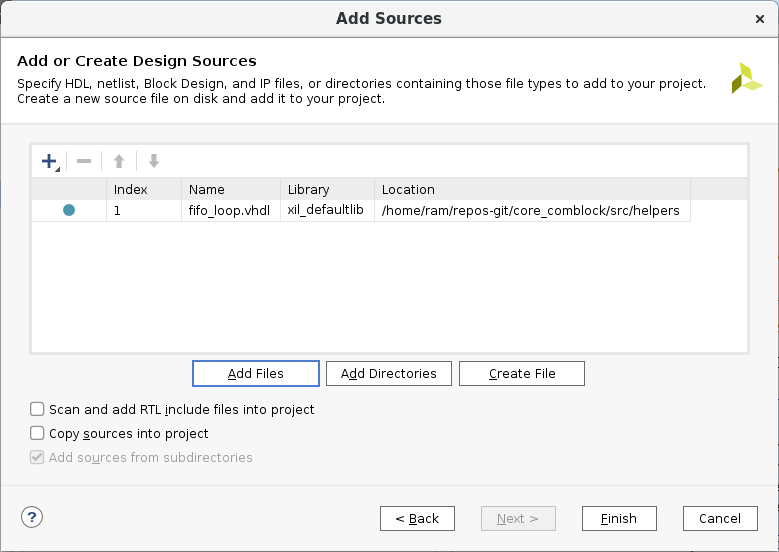 Add Sources
Add or Create Design Sources
Specify HDL, netlist, Block Design, and IP files, or directories containing those file types to add to your project.
Create a new source file on disk and add it to your project.
Index Name Library Location
1 fifo_loop.vhdl xil_defaultlib /home/ram/repos-git/core_comblock/src/helpers
Add Files Add Directories Create File
Scan and add RTL include files into project
Copy sources into project
Add sources from subdirectories
? < Back Next > Finish Cancel